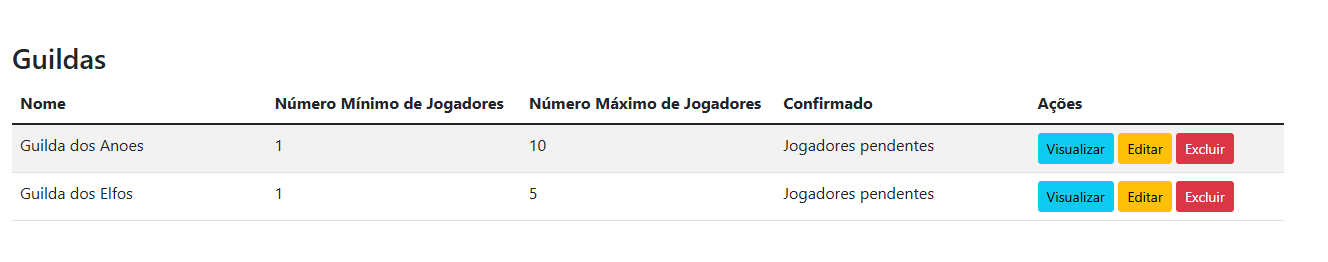 Guildas
Nome Número Mínimo de Jogadores Número Máximo de Jogadores Confirmado Ações
Guilda dos Anoes 1 10 Jogadores pendentes Visualizar Editar Excluir
Guilda dos Elfos 1 5 Jogadores pendentes Visualizar Editar Excluir